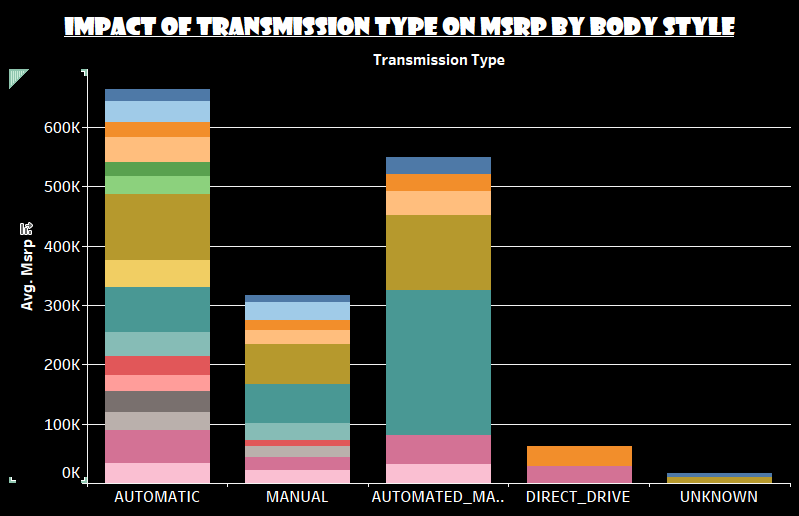 IMPACT OF TRANSMISSION TYPE ON MSRP BY BODY STYLE
Transmission Type
Avg. Msrp
600K
500K
400K
300K
200K
100K
0K
AUTOMATIC
MANUAL
AUTOMATED_MA..
DIRECT_DRIVE
UNKNOWN